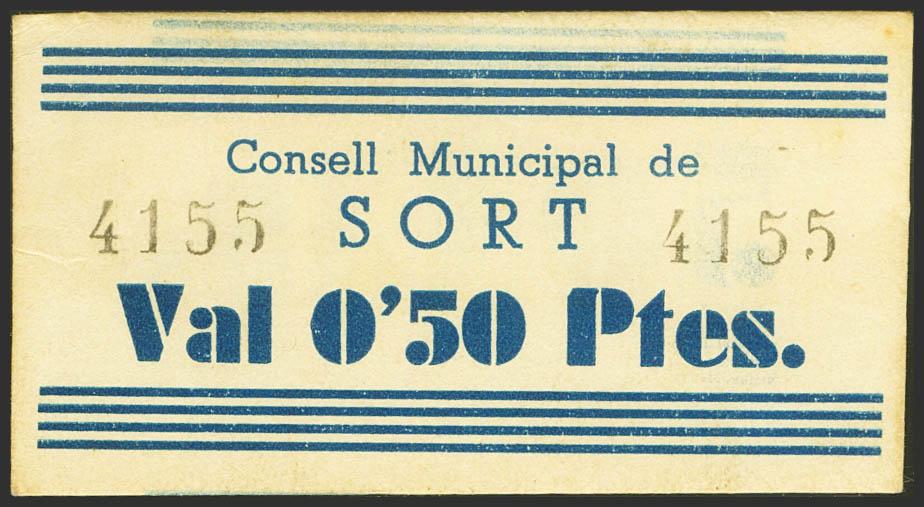 Consell Municipal de
4155 SORT 4155
Val 0'50 Ptes.